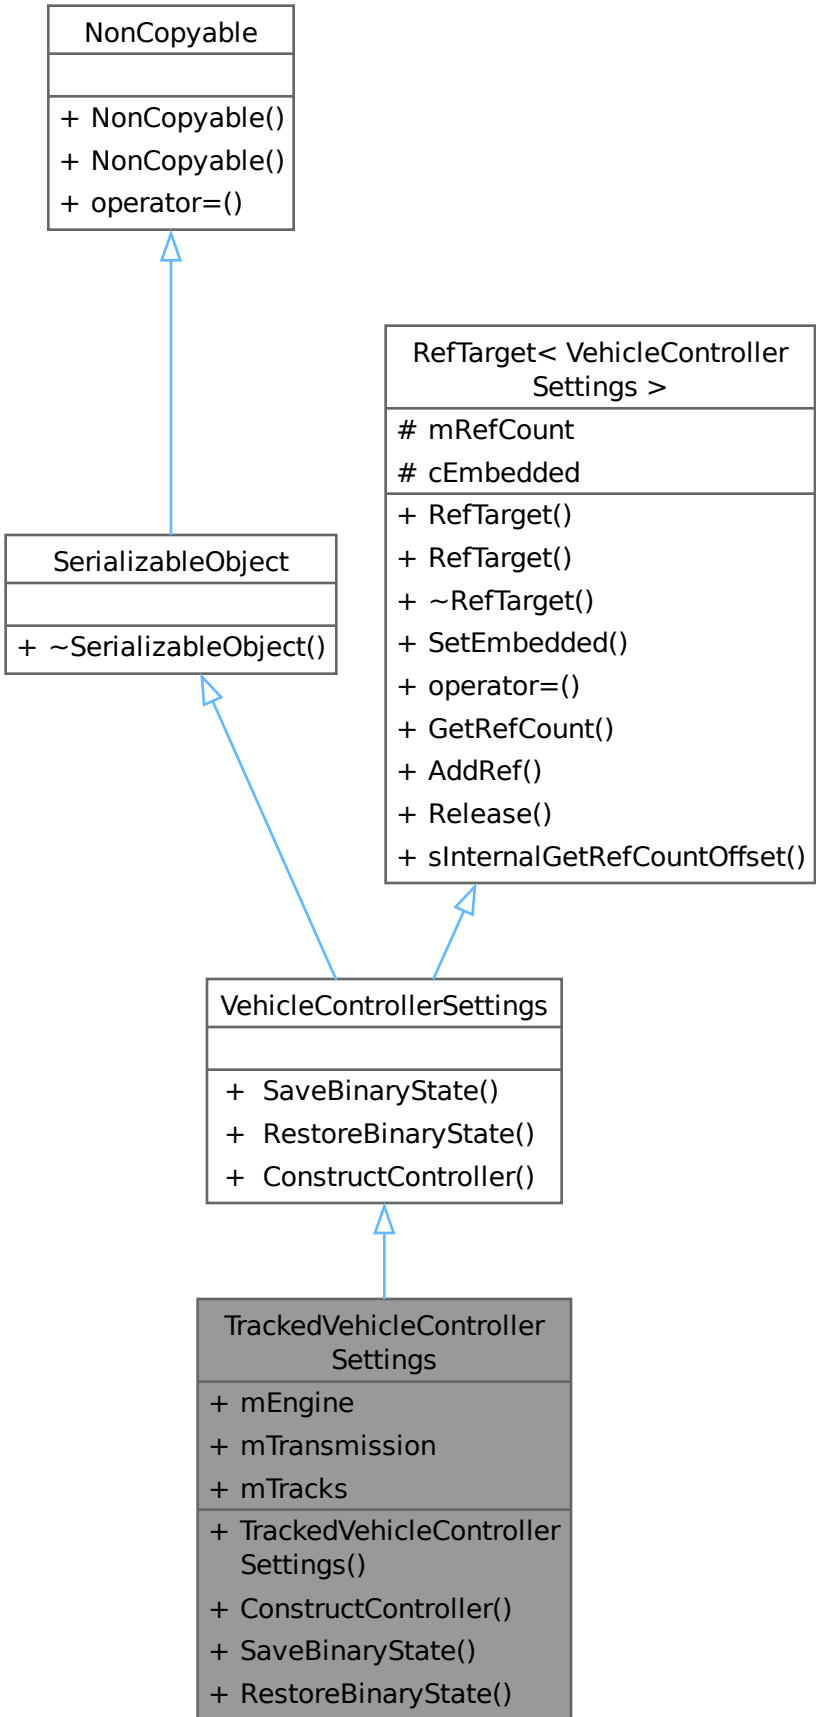 NonCopyable
+ NonCopyable()
+ NonCopyable()
+ operator=()
RefTarget< VehicleController
Settings >
# mRefCount
# cEmbedded
+ RefTarget()
+ RefTarget()
+ ~RefTarget()
+ SetEmbedded()
+ operator=()
+ GetRefCount()
+ AddRef()
+ Release()
+ sInternalGetRefCountOffset()
SerializableObject
+ ~SerializableObject()
VehicleControllerSettings
+ SaveBinaryState()
+ RestoreBinaryState()
+ ConstructController()
TrackedVehicleController
Settings
+ mEngine
+ mTransmission
+ mTracks
+ TrackedVehicleController
Settings()
+ ConstructController()
+ SaveBinaryState()
+ RestoreBinaryState()